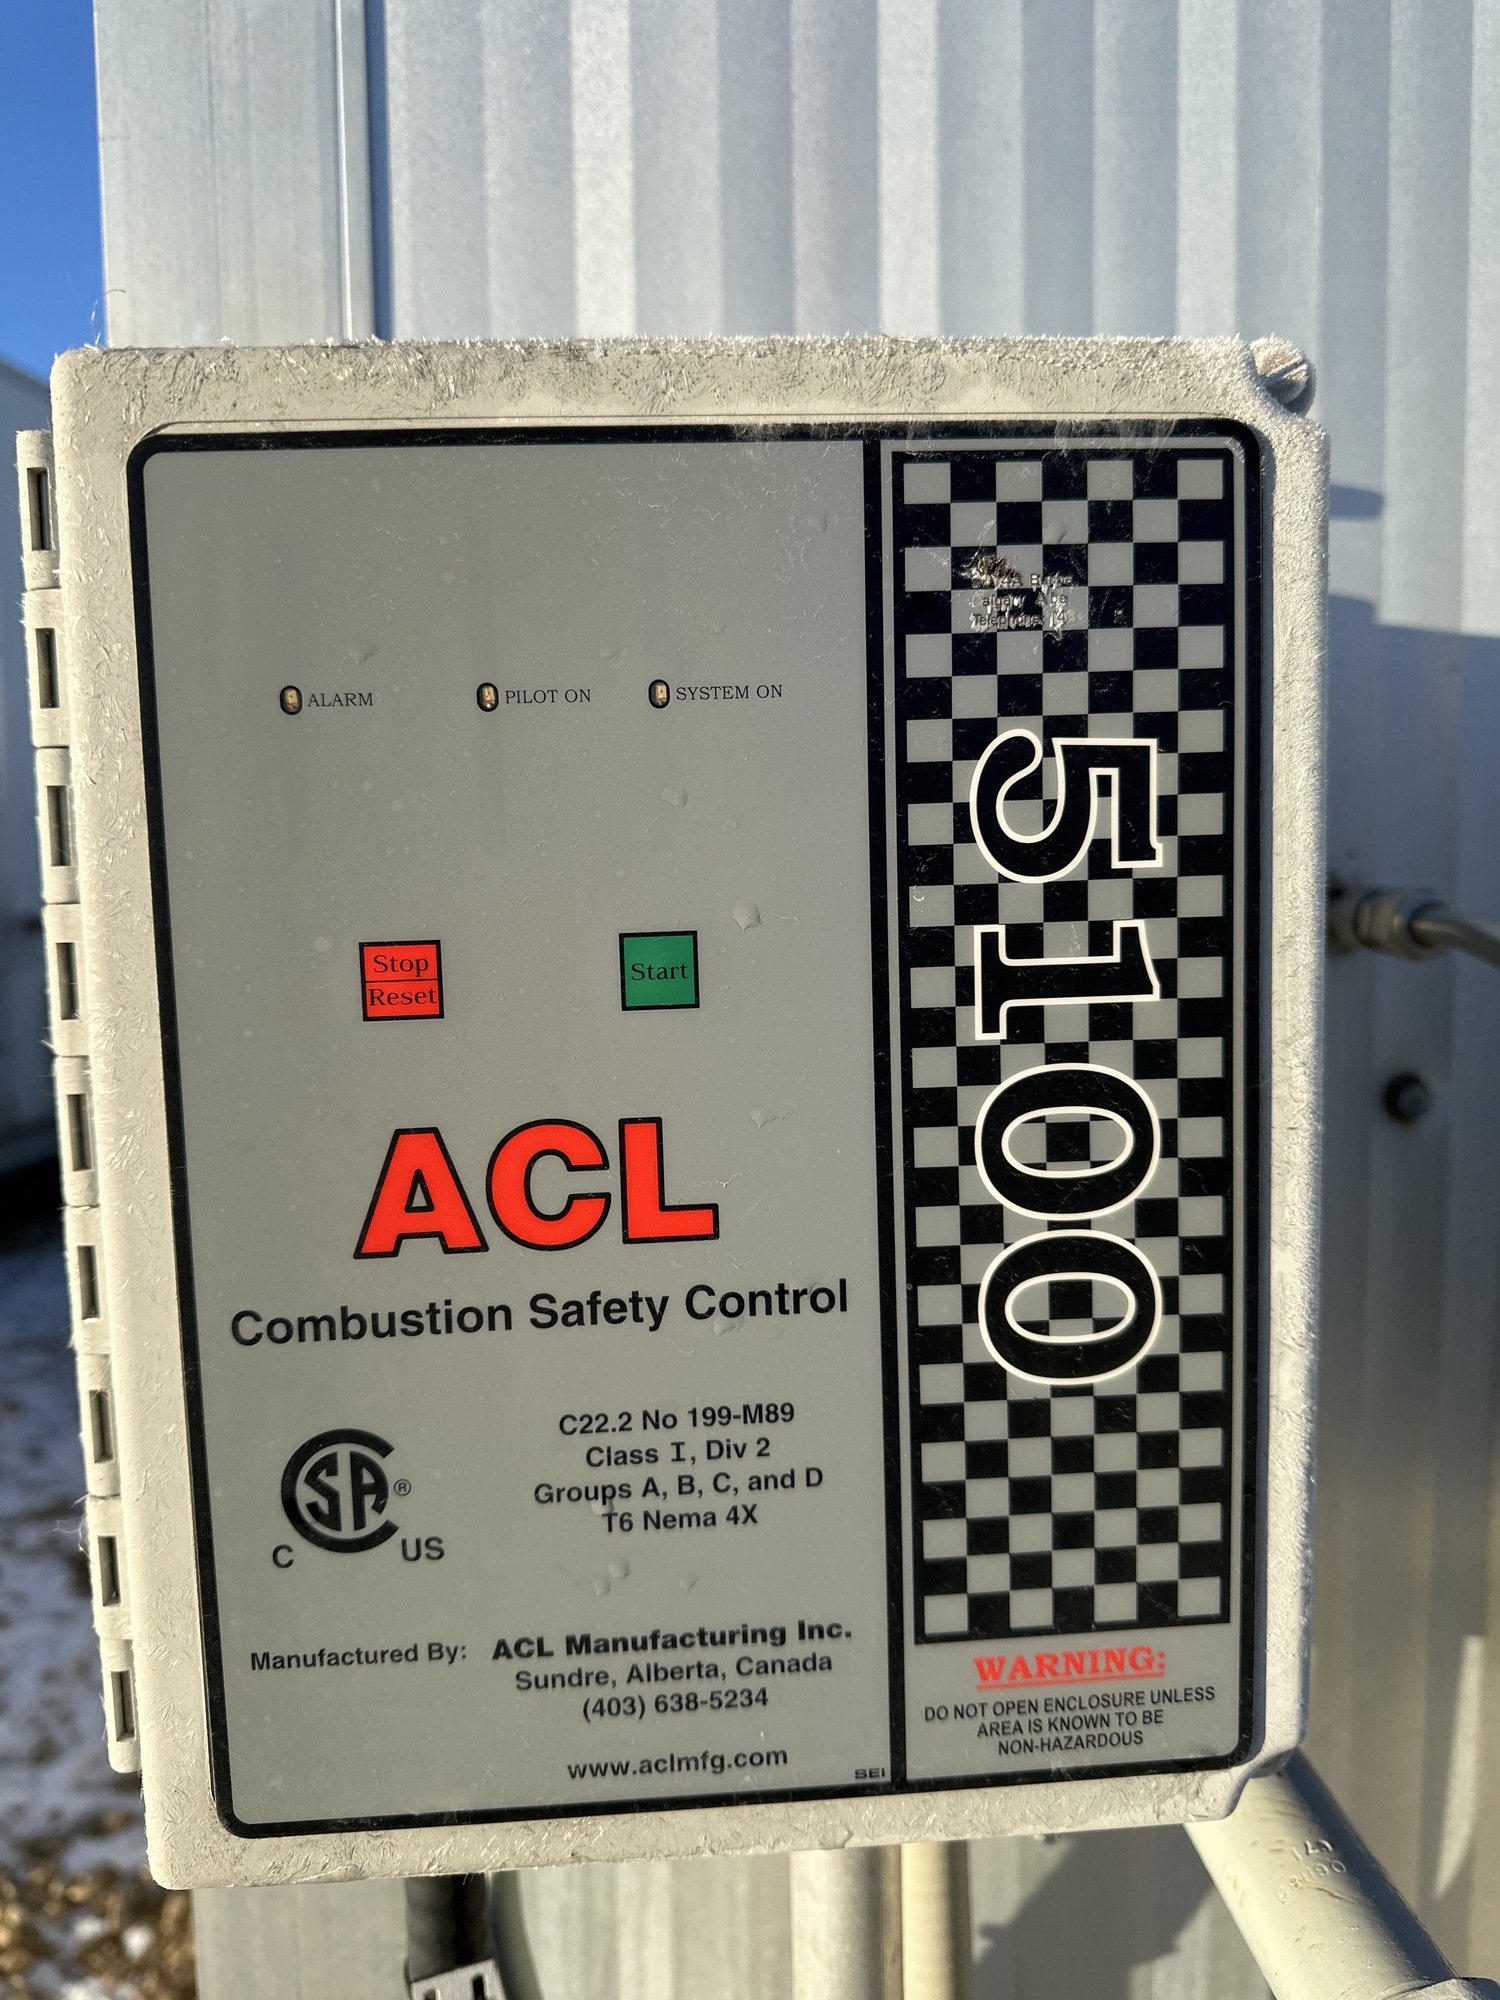 ALARM
PILOT ON
SYSTEM ON
Stop
Reset
Start
ACL
Combustion Safety Control
C22.2 No 199-M89
Class I, Div 2
Groups A, B, C, and D
T6 Nema 4X
CSA®
C US
Manufactured By: ACL Manufacturing Inc.
Sundre, Alberta, Canada
(403) 638-5234
www.aclmfg.com
SEI
Telephone
5100
WARNING:
DO NOT OPEN ENCLOSURE UNLESS
AREA IS KNOWN TO BE
NON-HAZARDOUS